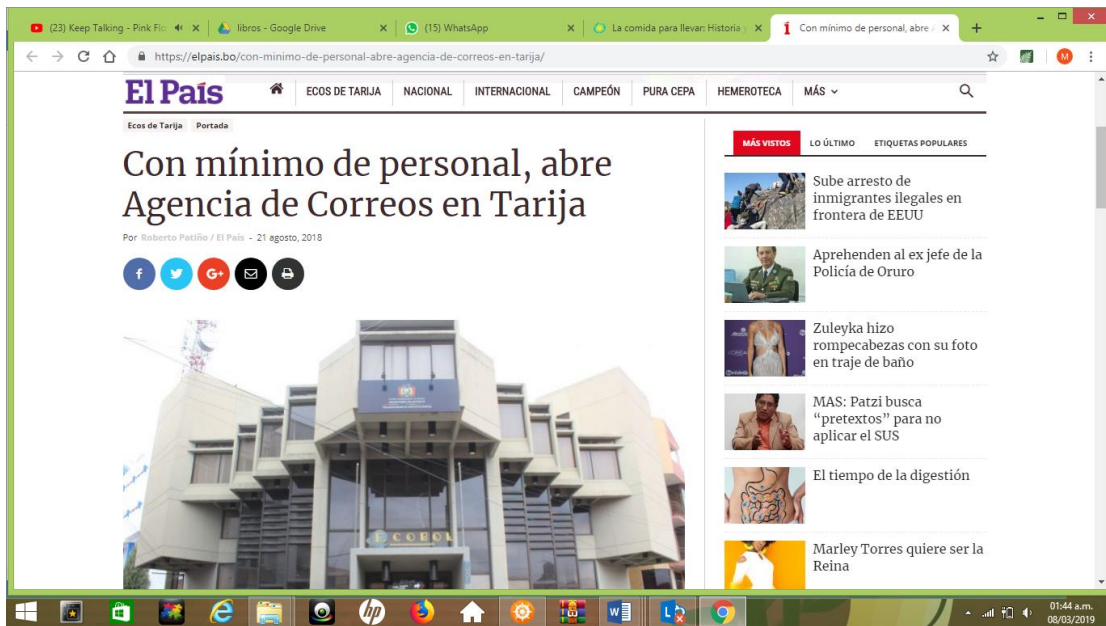 (23) Keep Talking - Pink Flo
libros - Google Drive
(15) WhatsApp
La comida para llevar: Historia y
Con mínimo de personal, abre A
https://elpais.bo/con-minimo-de-personal-abre-agencia-de-correos-en-tarija/
M
El País
ECOS DE TARIJA NACIONAL INTERNACIONAL CAMPEÓN PURA CEPA HEMEROTECA MÁS
Ecos de Tarija Portada
Con mínimo de personal, abre
Agencia de Correos en Tarija
Por Roberto Patiño / El País - 21 agosto, 2018
f G+
ECOBOL
MÁS VISTOS LO ÚLTIMO ETIQUETAS POPULARES
Sube arresto de
inmigrantes ilegales en
frontera de EEUU
Aprehenden al ex jefe de la
Policía de Oruro
Zuleyka hizo
rompecabezas con su foto
en traje de baño
MAS: Patzi busca
“pretextos” para no
aplicar el SUS
El tiempo de la digestión
Marley Torres quiere ser la
Reina
hp
01:44 a.m.
08/03/2019